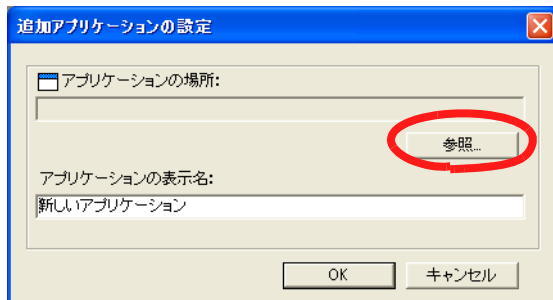 追加アプリケーションの設定
アプリケーションの場所:
参照...
アプリケーションの表示名:
新しいアプリケーション
OK キャンセル